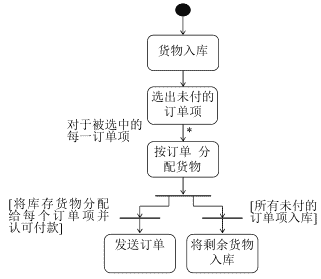 货物入库
选出未付的
订单项
对于被选中的
每一订单项
*
按订单 分
配货物
[将库存货物分配
给每个订单项并
认可付款]
[所有未付的
订单项入库]
发送订单
将剩余货物
入库